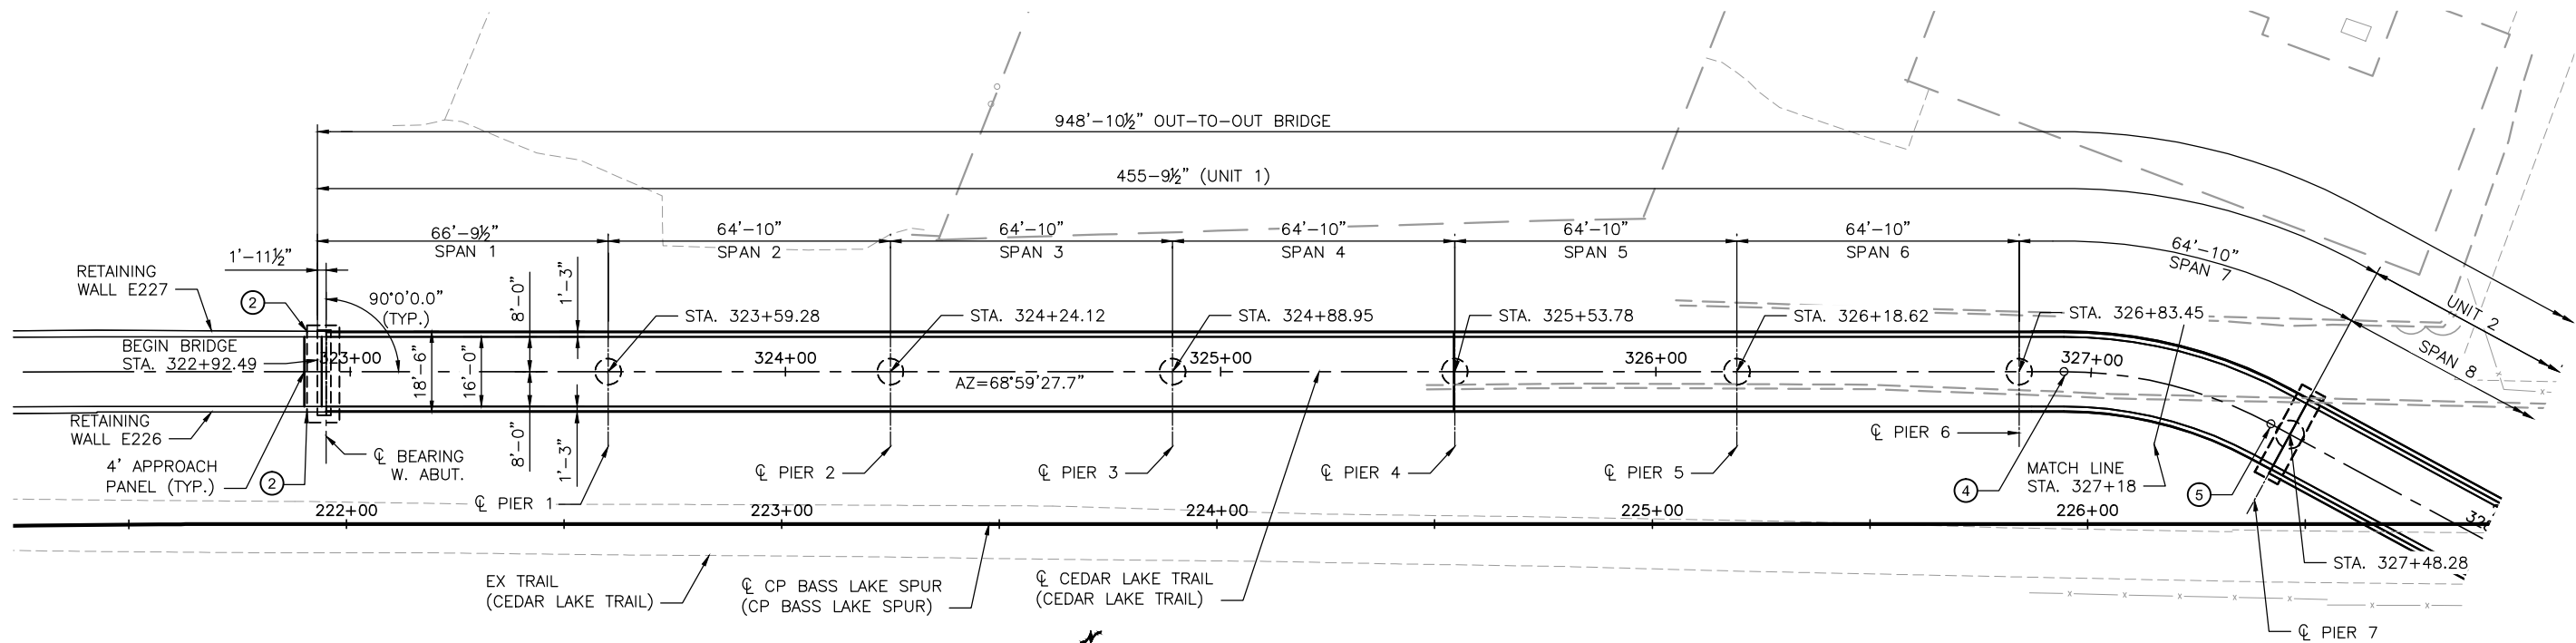 948'-10½" OUT-TO-OUT BRIDGE
455-9½" (UNIT 1)
66'-9½"
SPAN 1
64'-10"
SPAN 2
64'-10"
SPAN 3
64'-10"
SPAN 4
64'-10"
SPAN 5
64'-10"
SPAN 6
64'-10"
SPAN 7
UNIT 2
SPAN 8
1'-11½"
RETAINING
WALL E227
2
90°0'0.0"
(TYP.)
8'-0"
1'-3"
STA. 323+59.28
STA. 324+24.12
STA. 324+88.95
STA. 325+53.78
STA. 326+18.62
STA. 326+83.45
BEGIN BRIDGE
STA. 322+92.49
323+00
324+00
325+00
326+00
327+00
18'-6"
16'-0"
AZ=68°59'27.7"
RETAINING
WALL E226
4' APPROACH
PANEL (TYP.)
2
℄ BEARING
W. ABUT.
8'-0"
1'-3"
℄ PIER 1
℄ PIER 2
℄ PIER 3
℄ PIER 4
℄ PIER 5
℄ PIER 6
4
MATCH LINE
STA. 327+18
5
222+00
223+00
224+00
225+00
226+00
STA. 327+48.28
EX TRAIL
(CEDAR LAKE TRAIL)
℄ CP BASS LAKE SPUR
(CP BASS LAKE SPUR)
℄ CEDAR LAKE TRAIL
(CEDAR LAKE TRAIL)
℄ PIER 7